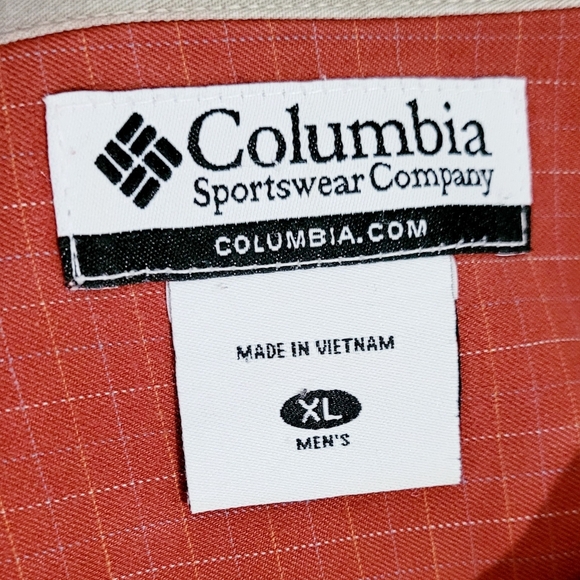 Columbia
Sportswear Company
COLUMBIA.COM
MADE IN VIETNAM
XL
MEN'S